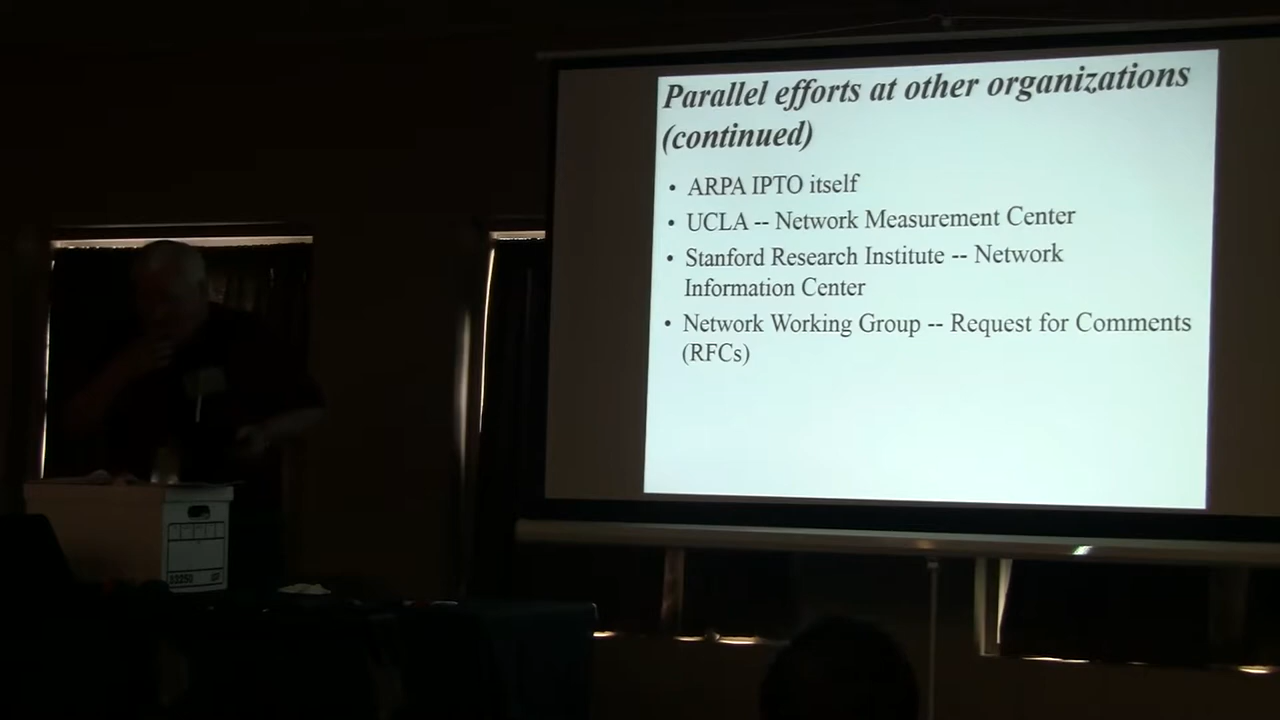 Parallel efforts at other organizations
(continued)
• ARPA IPTO itself
• UCLA -- Network Measurement Center
• Stanford Research Institute -- Network
Information Center
• Network Working Group -- Request for Comments
(RFCs)